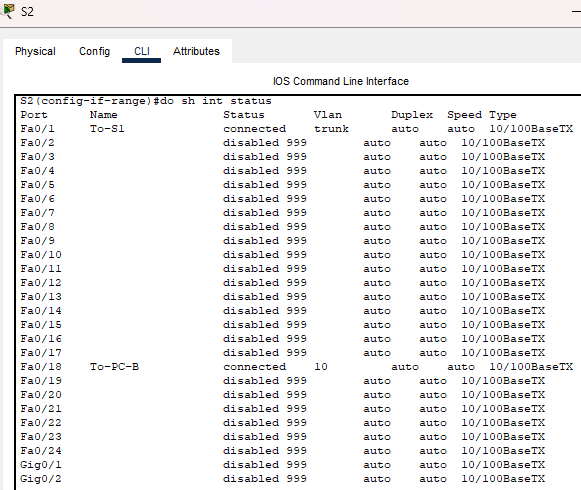 S2
Physical Config CLI Attributes
IOS Command Line Interface
S2(config-if-range)#do sh int status
Port Name Status Vlan Duplex Speed Type
Fa0/1 To-S1 connected trunk auto auto 10/100BaseTX
Fa0/2 disabled 999 auto auto 10/100BaseTX
Fa0/3 disabled 999 auto auto 10/100BaseTX
Fa0/4 disabled 999 auto auto 10/100BaseTX
Fa0/5 disabled 999 auto auto 10/100BaseTX
Fa0/6 disabled 999 auto auto 10/100BaseTX
Fa0/7 disabled 999 auto auto 10/100BaseTX
Fa0/8 disabled 999 auto auto 10/100BaseTX
Fa0/9 disabled 999 auto auto 10/100BaseTX
Fa0/10 disabled 999 auto auto 10/100BaseTX
Fa0/11 disabled 999 auto auto 10/100BaseTX
Fa0/12 disabled 999 auto auto 10/100BaseTX
Fa0/13 disabled 999 auto auto 10/100BaseTX
Fa0/14 disabled 999 auto auto 10/100BaseTX
Fa0/15 disabled 999 auto auto 10/100BaseTX
Fa0/16 disabled 999 auto auto 10/100BaseTX
Fa0/17 disabled 999 auto auto 10/100BaseTX
Fa0/18 To-PC-B connected 10 auto auto 10/100BaseTX
Fa0/19 disabled 999 auto auto 10/100BaseTX
Fa0/20 disabled 999 auto auto 10/100BaseTX
Fa0/21 disabled 999 auto auto 10/100BaseTX
Fa0/22 disabled 999 auto auto 10/100BaseTX
Fa0/23 disabled 999 auto auto 10/100BaseTX
Fa0/24 disabled 999 auto auto 10/100BaseTX
Gig0/1 disabled 999 auto auto 10/100BaseTX
Gig0/2 disabled 999 auto auto 10/100BaseTX